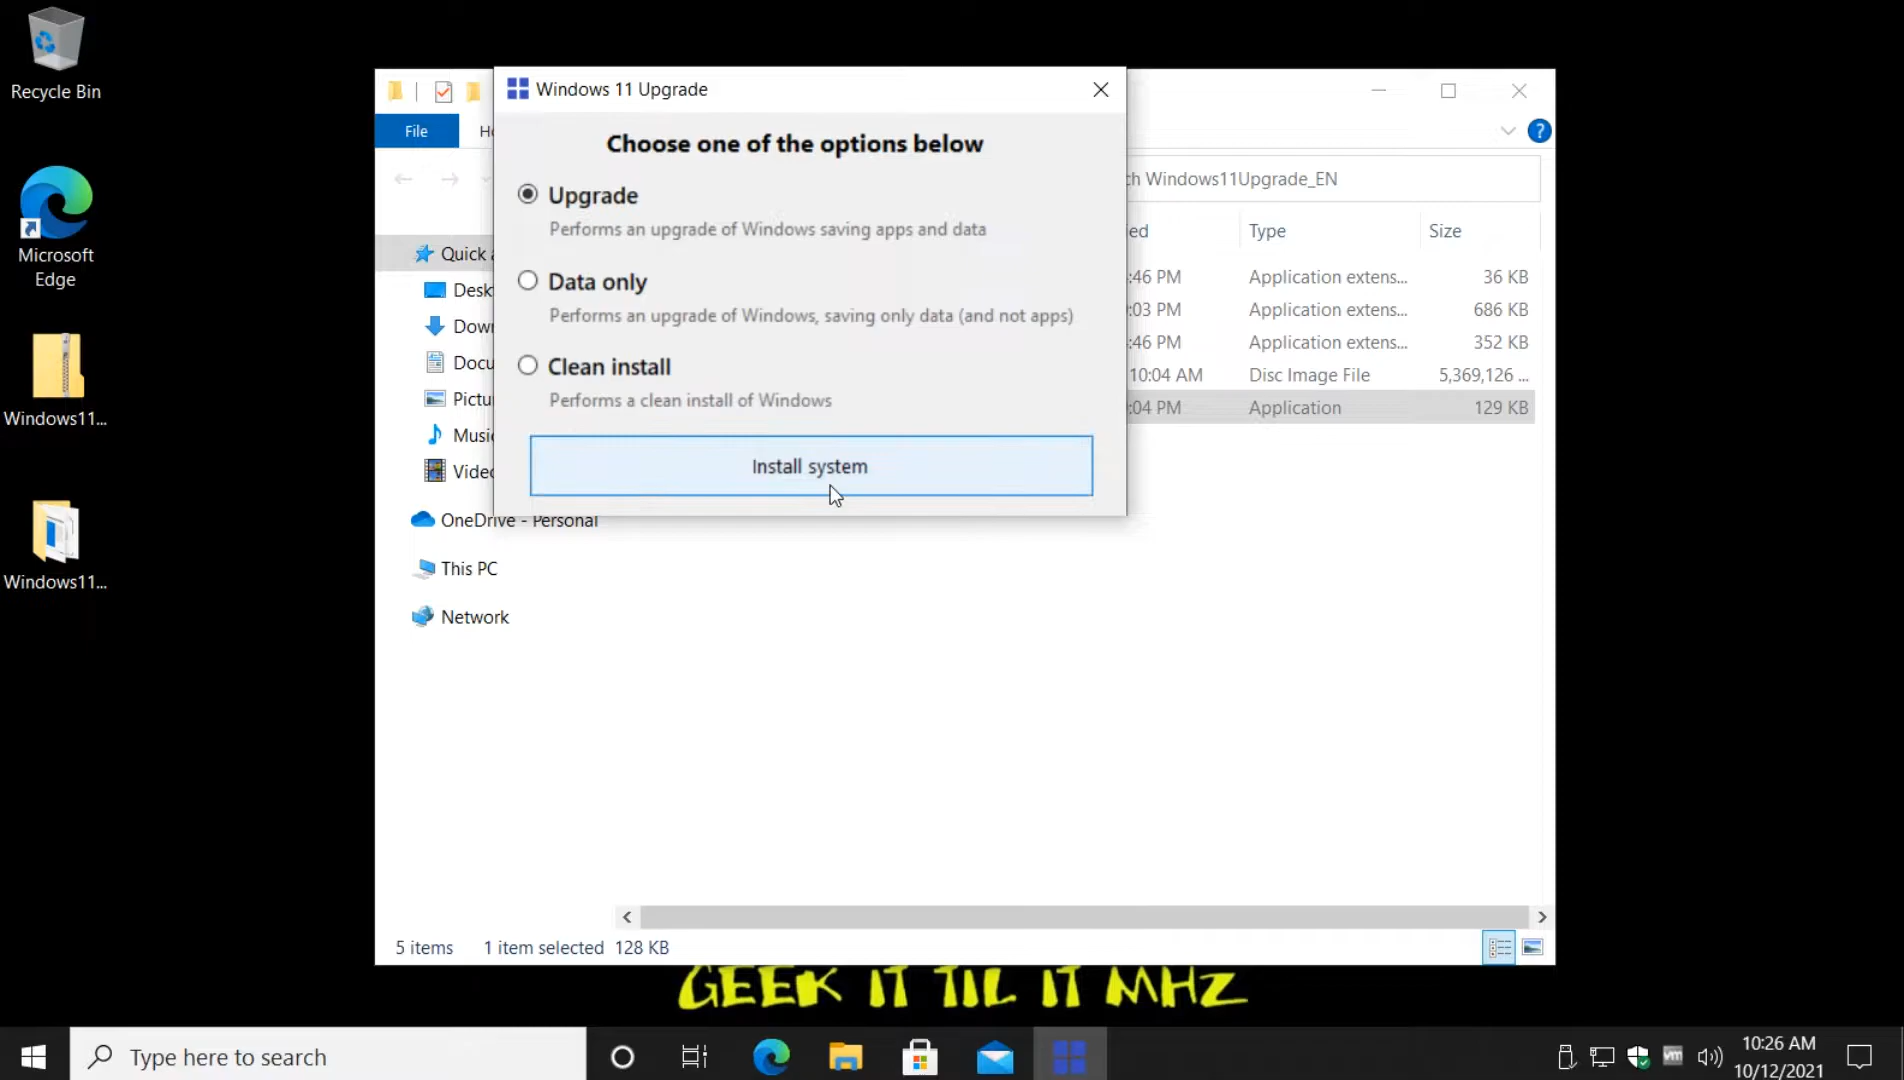 Recycle Bin
Microsoft
Edge
Windows11...
Windows11...
Windows 11 Upgrade
Choose one of the options below
Upgrade
Performs an upgrade of Windows saving apps and data
Data only
Performs an upgrade of Windows, saving only data (and not apps)
Clean install
Performs a clean install of Windows
Install system
File
?
ch Windows11Upgrade_EN
Quick a
Desk
Down
Docu
Pictu
Music
Videc
OneDrive - Personal
This PC
Network
ed Type Size
:46 PM Application extens... 36 KB
:03 PM Application extens... 686 KB
:46 PM Application extens... 352 KB
10:04 AM Disc Image File 5,369,126 ...
:04 PM Application 129 KB
5 items 1 item selected 128 KB
GEEK IT TIL IT MHZ
Type here to search
vm
10:26 AM
10/12/2021